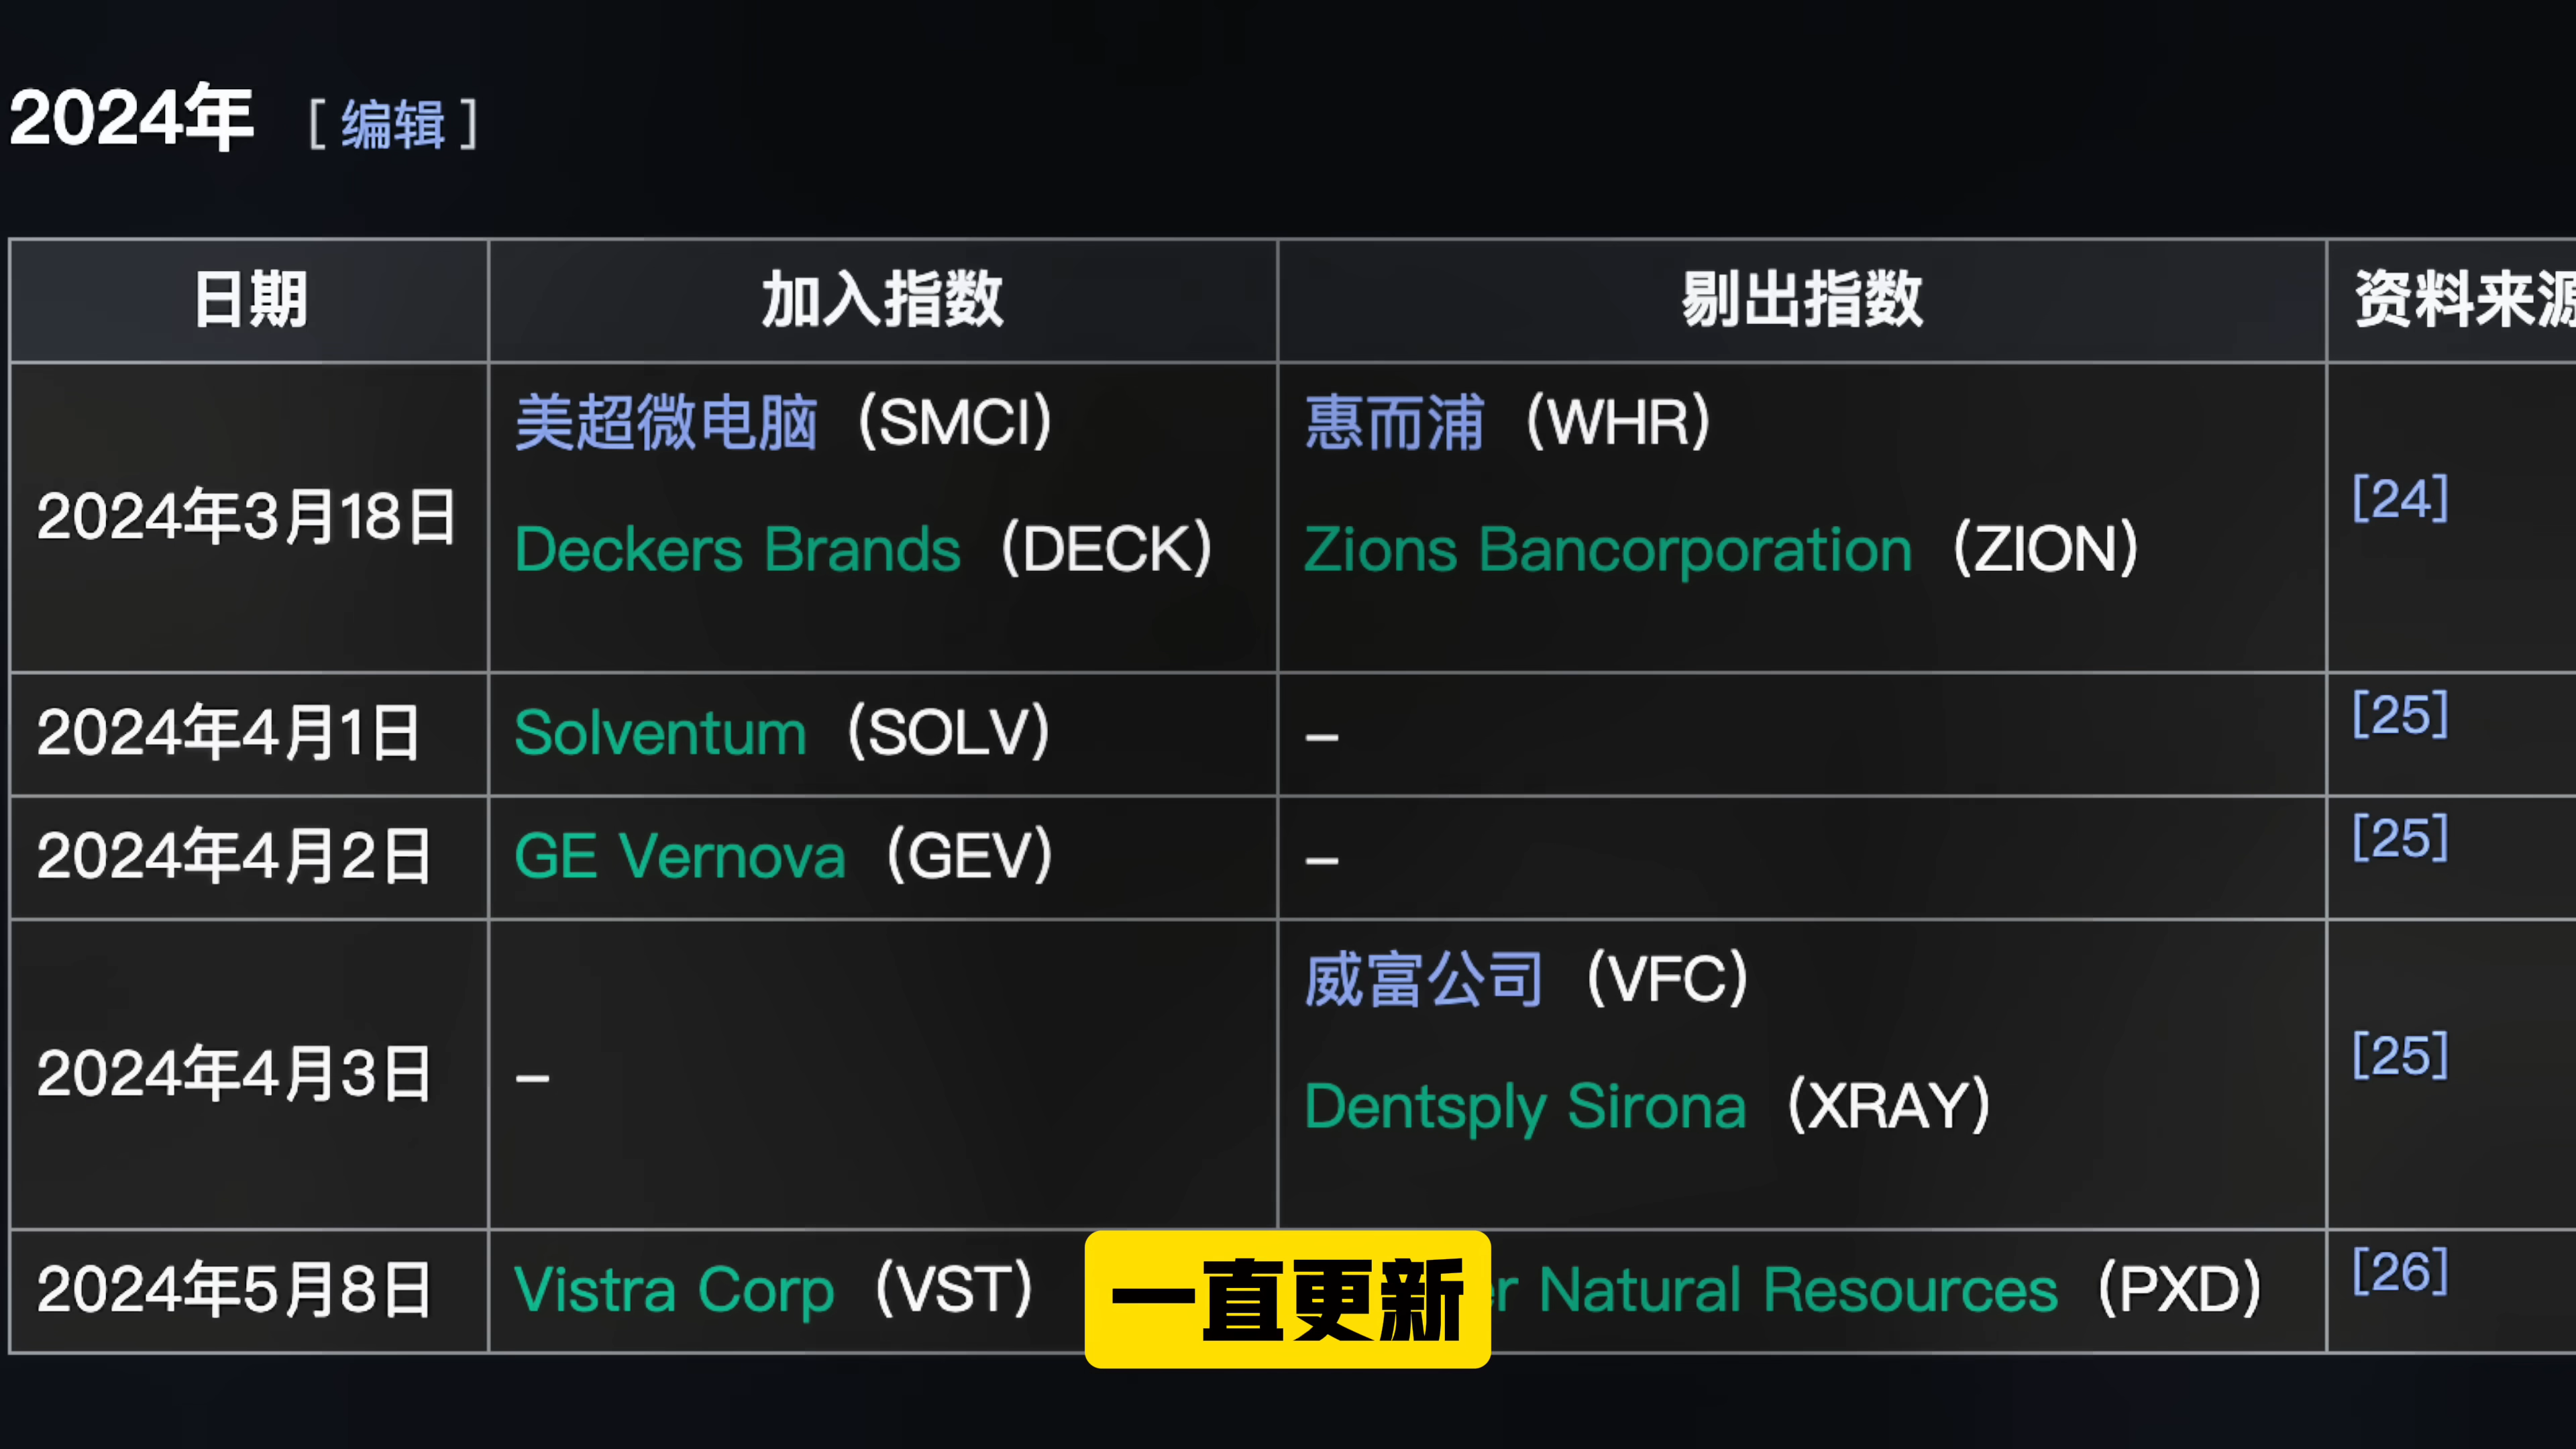 2024年 [编辑]
日期 加入指数 剔出指数 资料来源
2024年3月18日 美超微电脑 (SMCI) 惠而浦 (WHR) [24]
Deckers Brands (DECK) Zions Bancorporation (ZION)
2024年4月1日 Solventum (SOLV) – [25]
2024年4月2日 GE Vernova (GEV) – [25]
2024年4月3日 – 威富公司 (VFC) [25]
Dentsply Sirona (XRAY)
2024年5月8日 Vistra Corp (VST) Natural Resources (PXD) [26]
一直更新